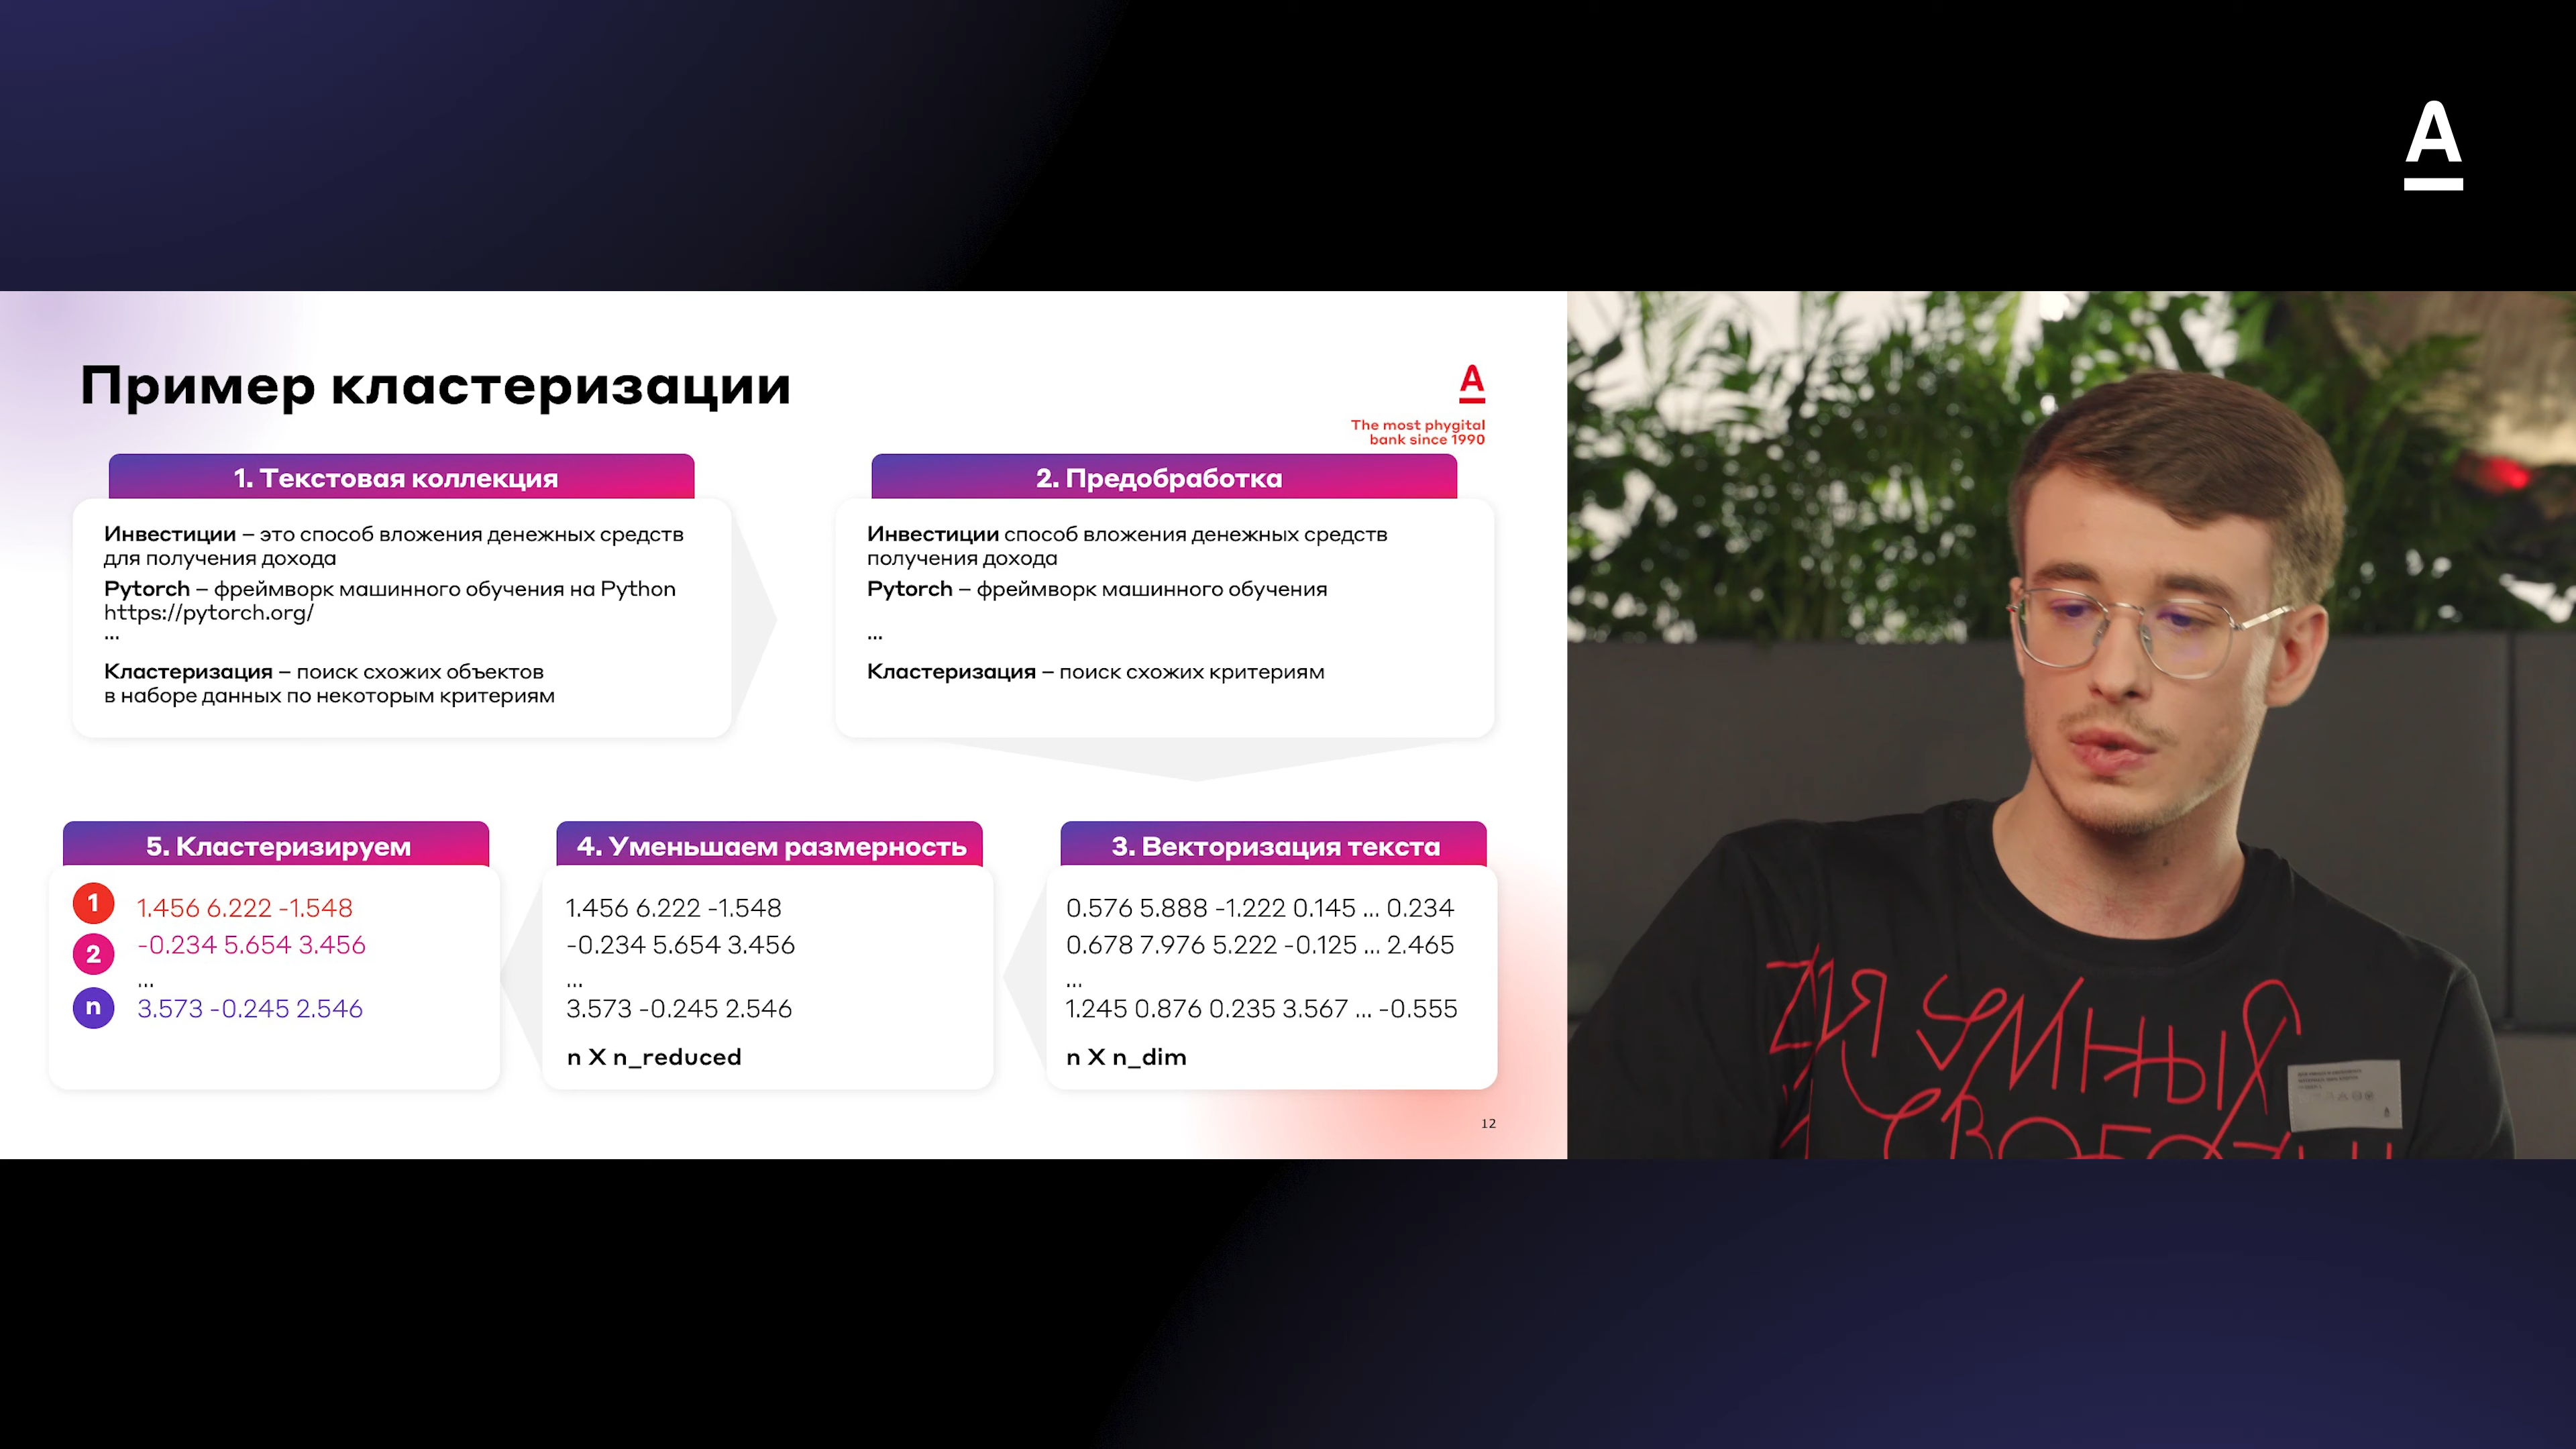 А
Пример кластеризации
А
The most phygital
bank since 1990
1. Текстовая коллекция
Инвестиции – это способ вложения денежных средств
для получения дохода
Pytorch – фреймворк машинного обучения на Python
https://pytorch.org/
...
Кластеризация – поиск схожих объектов
в наборе данных по некоторым критериям
2. Предобработка
Инвестиции способ вложения денежных средств
получения дохода
Pytorch – фреймворк машинного обучения
...
Кластеризация – поиск схожих критериям
5. Кластеризируем
1 1.456 6.222 -1.548
2 -0.234 5.654 3.456
...
n 3.573 -0.245 2.546
4. Уменьшаем размерность
1.456 6.222 -1.548
-0.234 5.654 3.456
...
3.573 -0.245 2.546
n X n_reduced
3. Векторизация текста
0.576 5.888 -1.222 0.145 ... 0.234
0.678 7.976 5.222 -0.125 ... 2.465
...
1.245 0.876 0.235 3.567 ... -0.555
n X n_dim
12
УМНЫХ